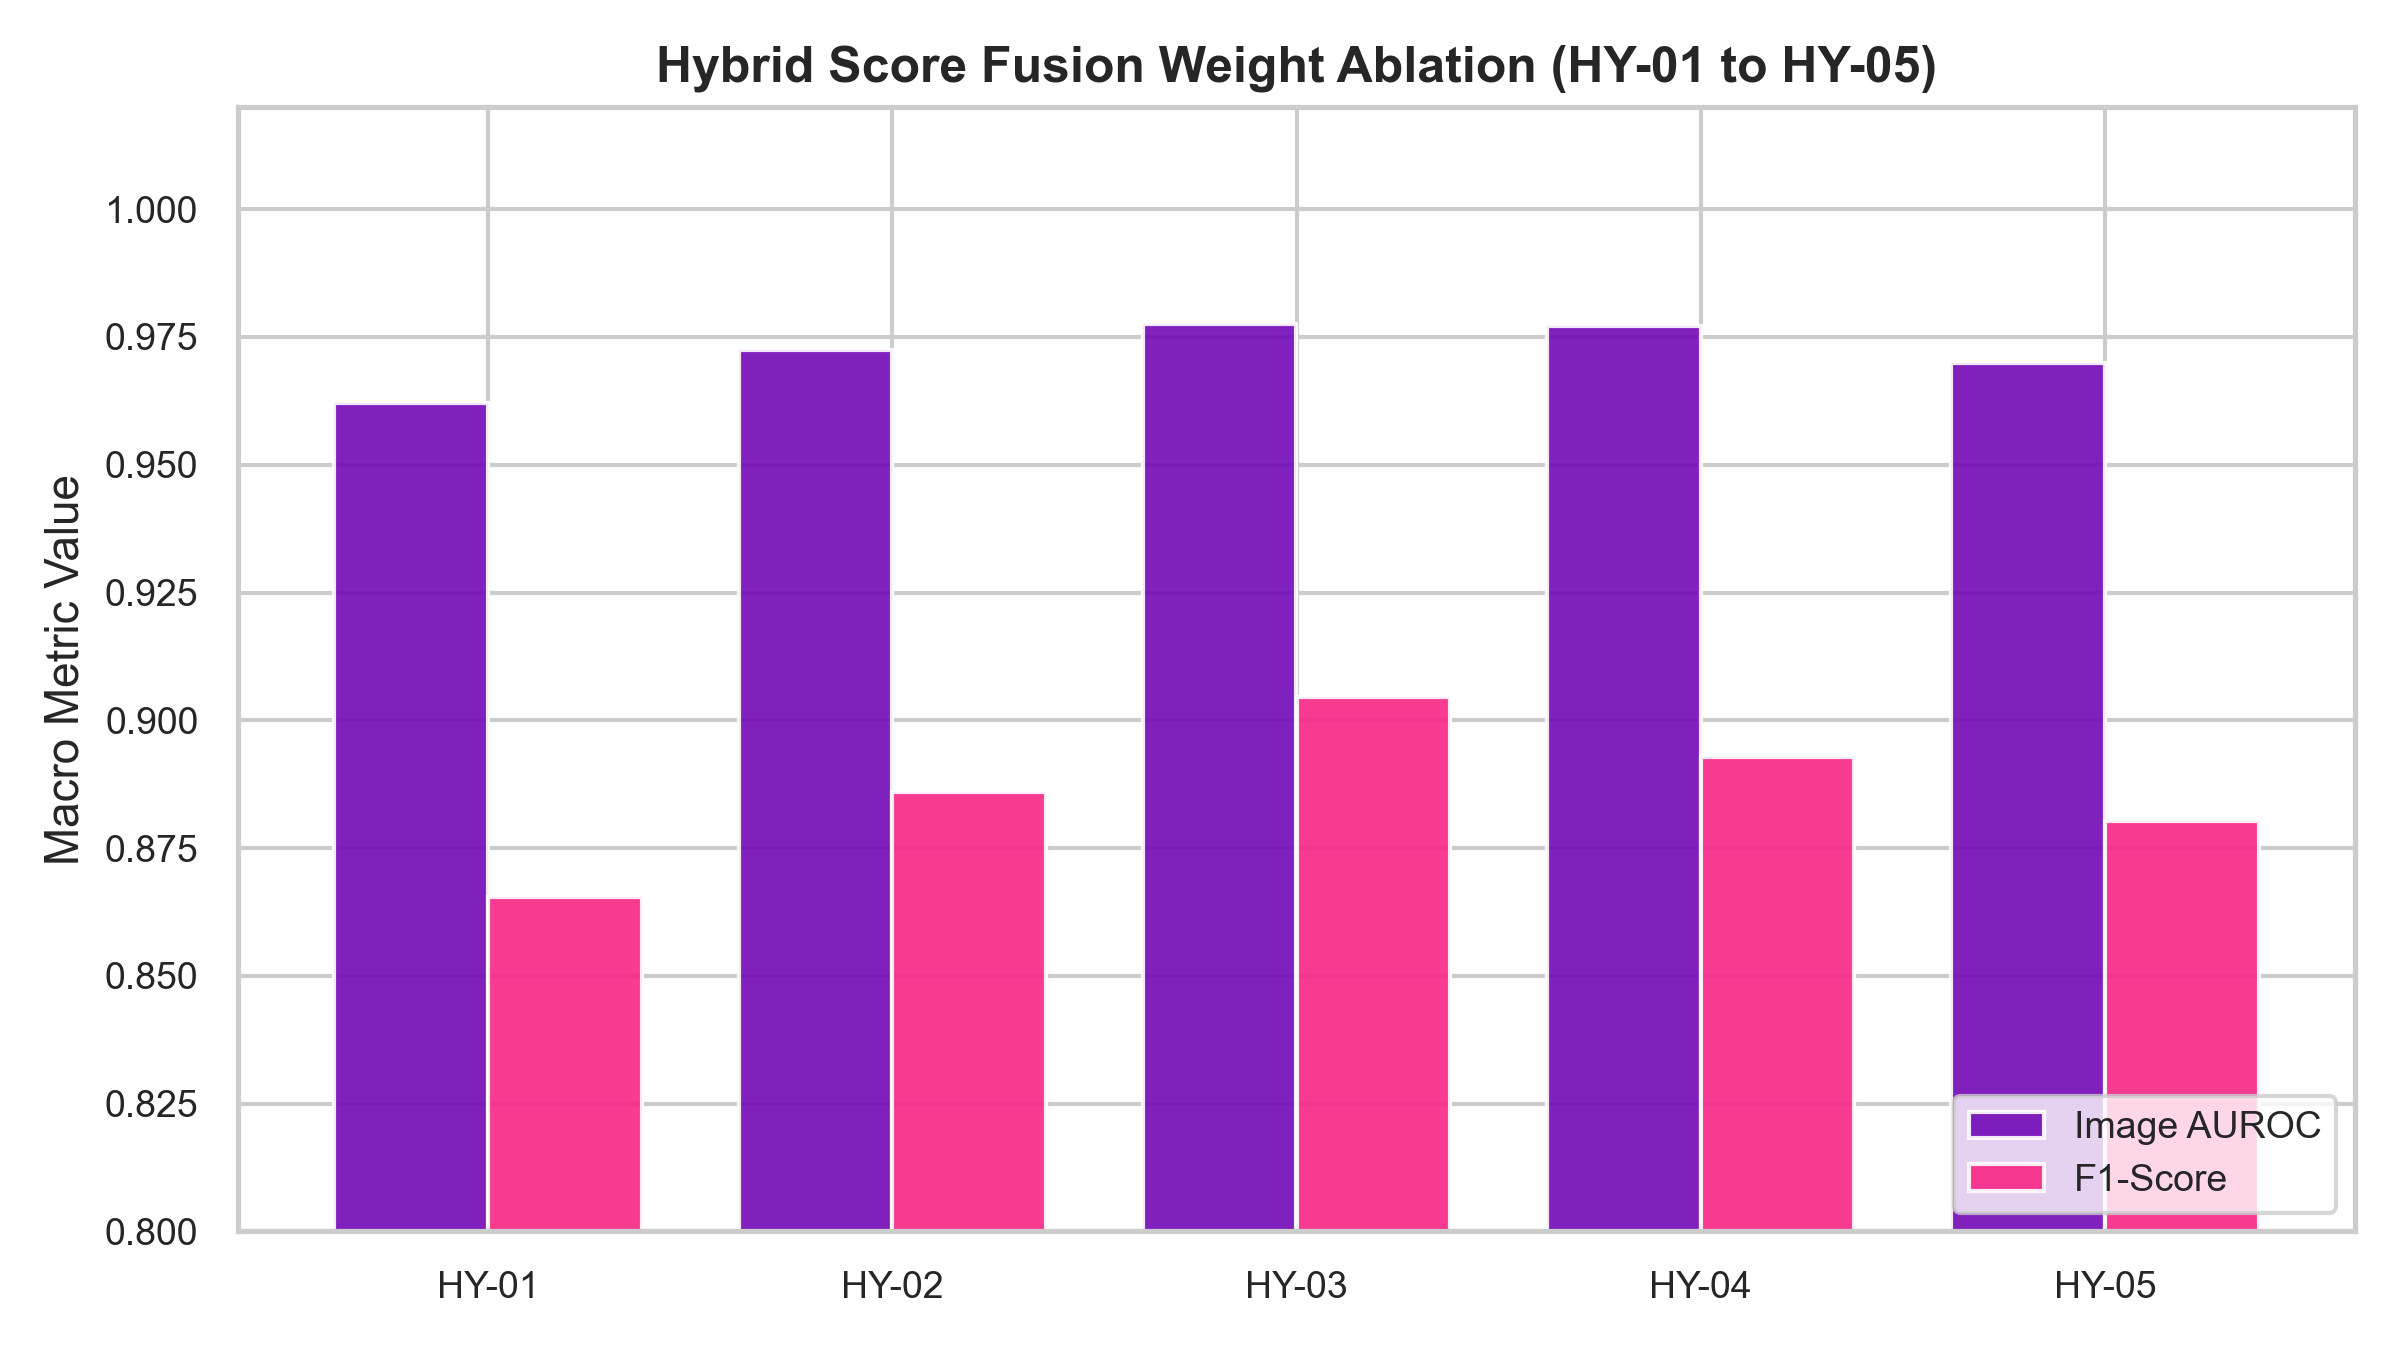 Hybrid Score Fusion Weight Ablation (HY-01 to HY-05)
Macro Metric Value
1.000
0.975
0.950
0.925
0.900
0.875
0.850
0.825
0.800
HY-01
HY-02
HY-03
HY-04
HY-05
Image AUROC
F1-Score